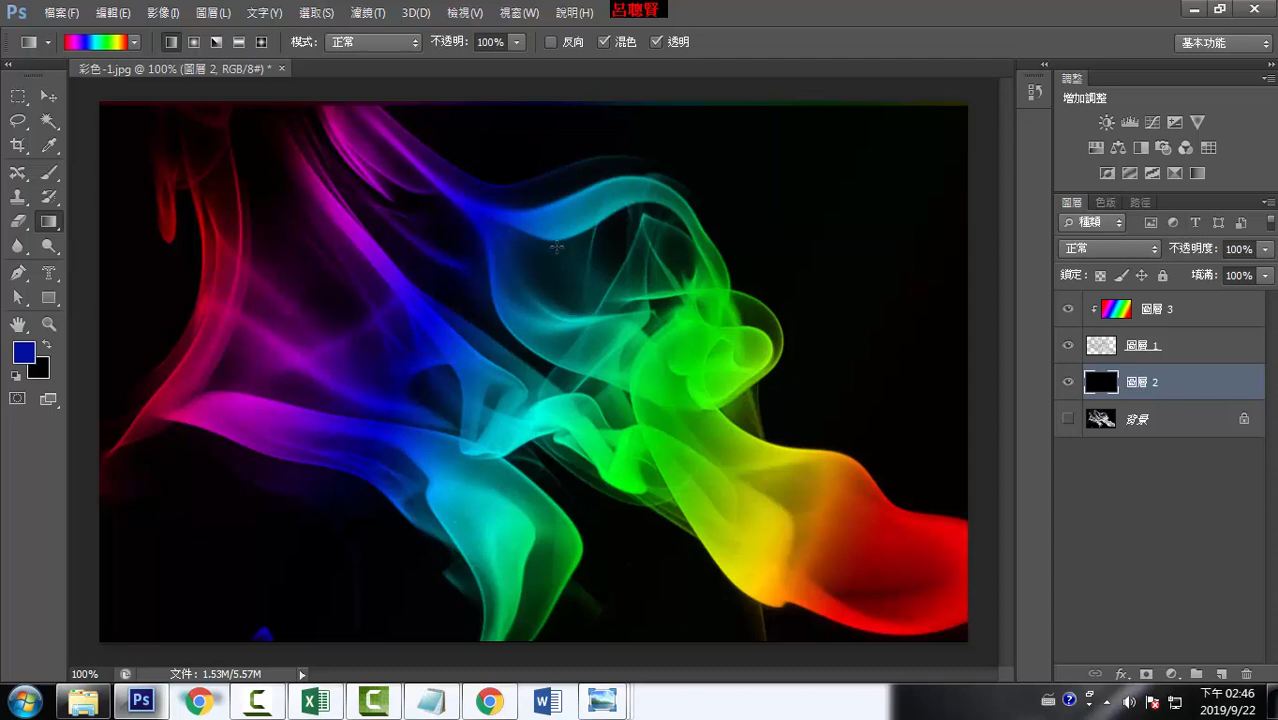 Ps 檔案(F) 編輯(E) 影像(I) 圖層(L) 文字(Y) 選取(S) 濾鏡(T) 3D(D) 檢視(V) 視窗(W) 說明(H) 呂聰賢
模式: 正常 不透明: 100% 反向 混色 透明 基本功能
彩色-1.jpg @ 100% (圖層 2, RGB/8#) * ×
調整
增加調整
圖層 色版 路徑
種類
正常 不透明度: 100%
鎖定: 填滿: 100%
圖層 3
圖層 1
圖層 2
背景
100% 文件: 1.53M/5.57M
下午 02:46
2019/9/22